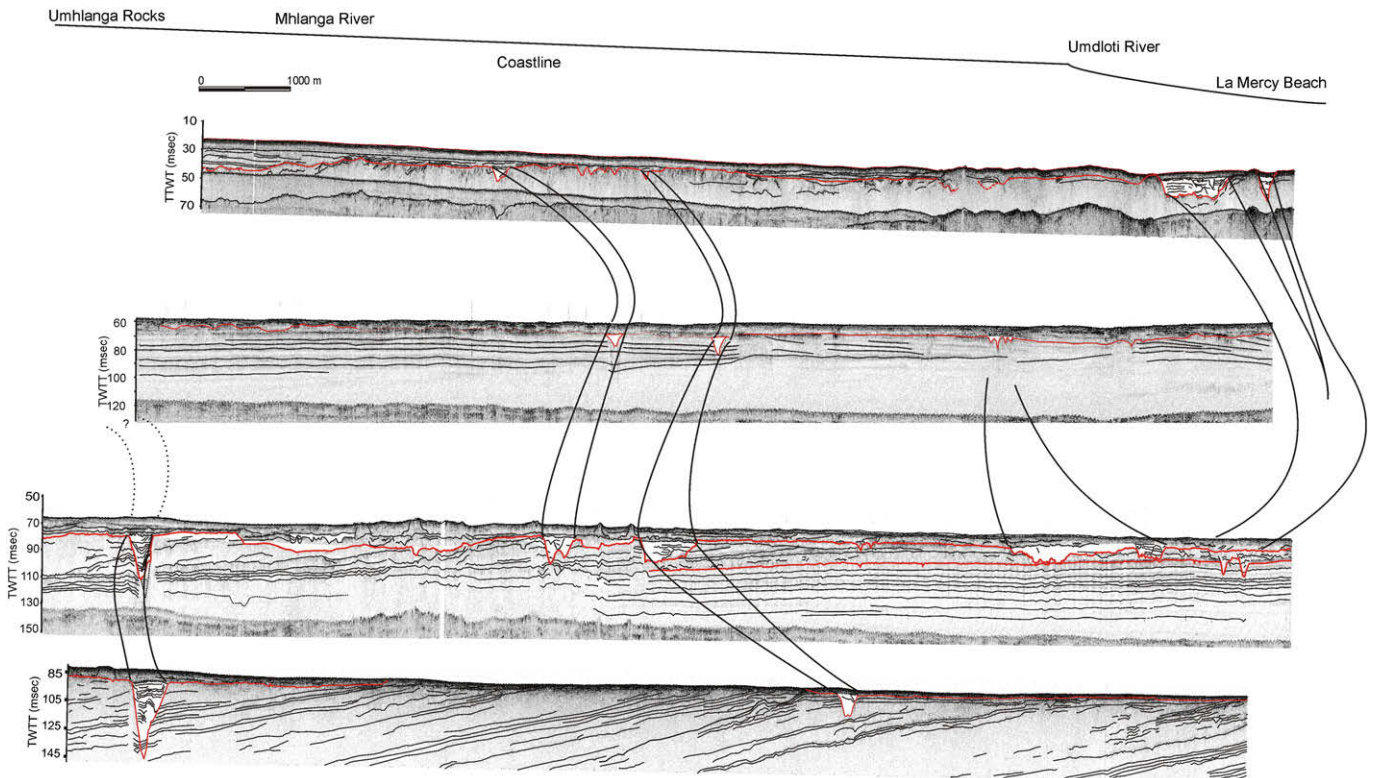 Umhlanga Rocks
Mhlanga River
Umdloti River
Coastline
La Mercy Beach
0 1000 m
10
30
50
70
TTWT (msec)
60
80
100
120
TWTT (msec)
?
50
70
90
110
130
150
TWTT (msec)
85
105
125
145
TWTT (msec)